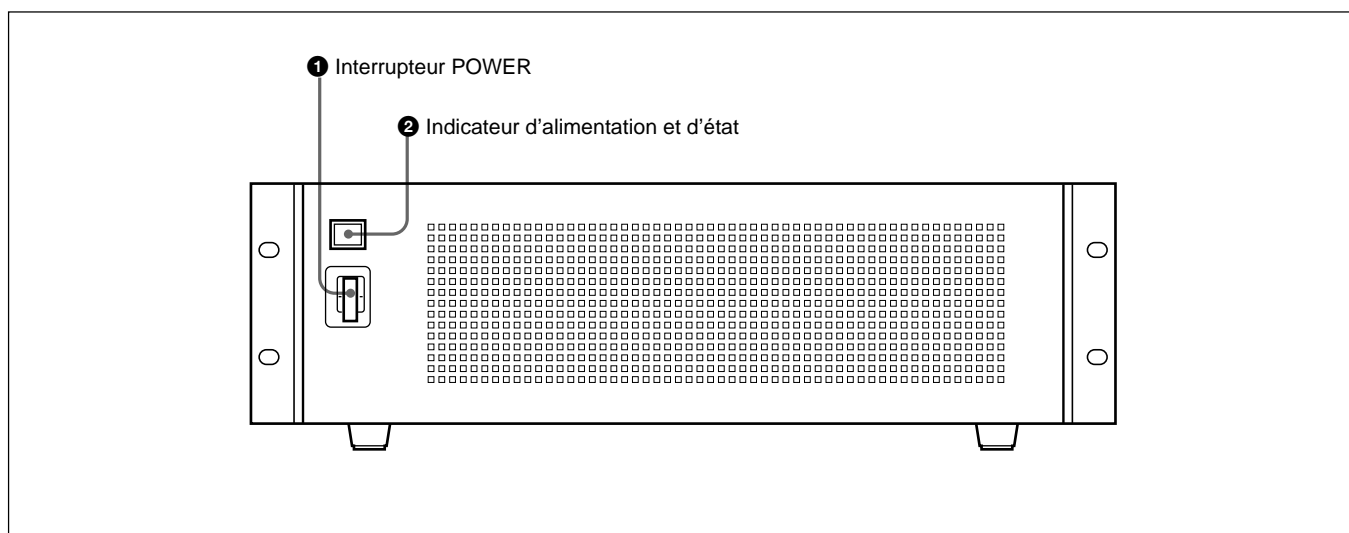 ❶ Interrupteur POWER
❷ Indicateur d'alimentation et d'état